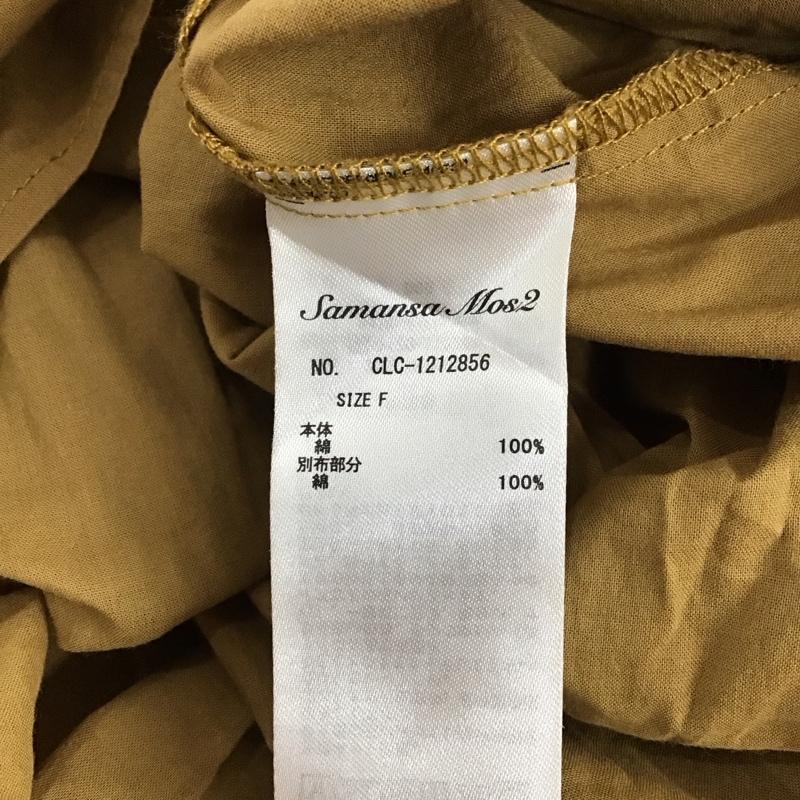 Samansa Mos2
NO. CLC-1212856
SIZE F
本体
綿 100%
別布部分
綿 100%